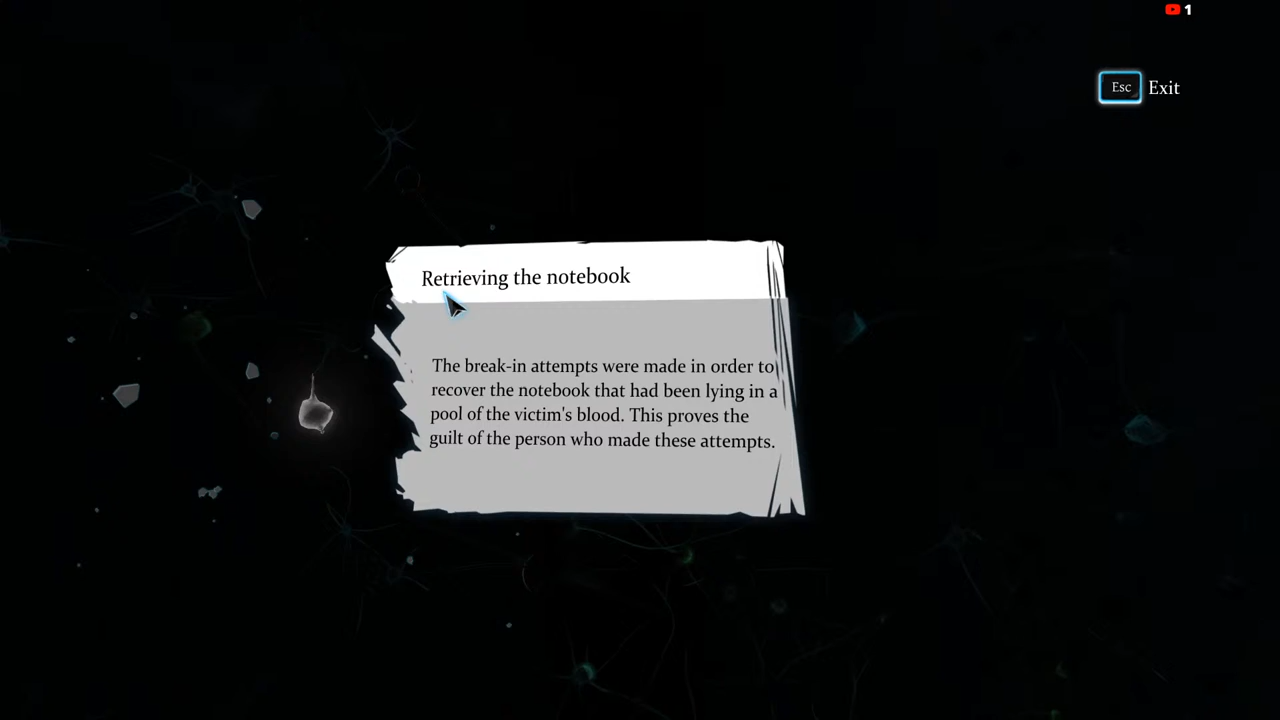 1
Esc Exit
Retrieving the notebook
The break-in attempts were made in order to
recover the notebook that had been lying in a
pool of the victim's blood. This proves the
guilt of the person who made these attempts.